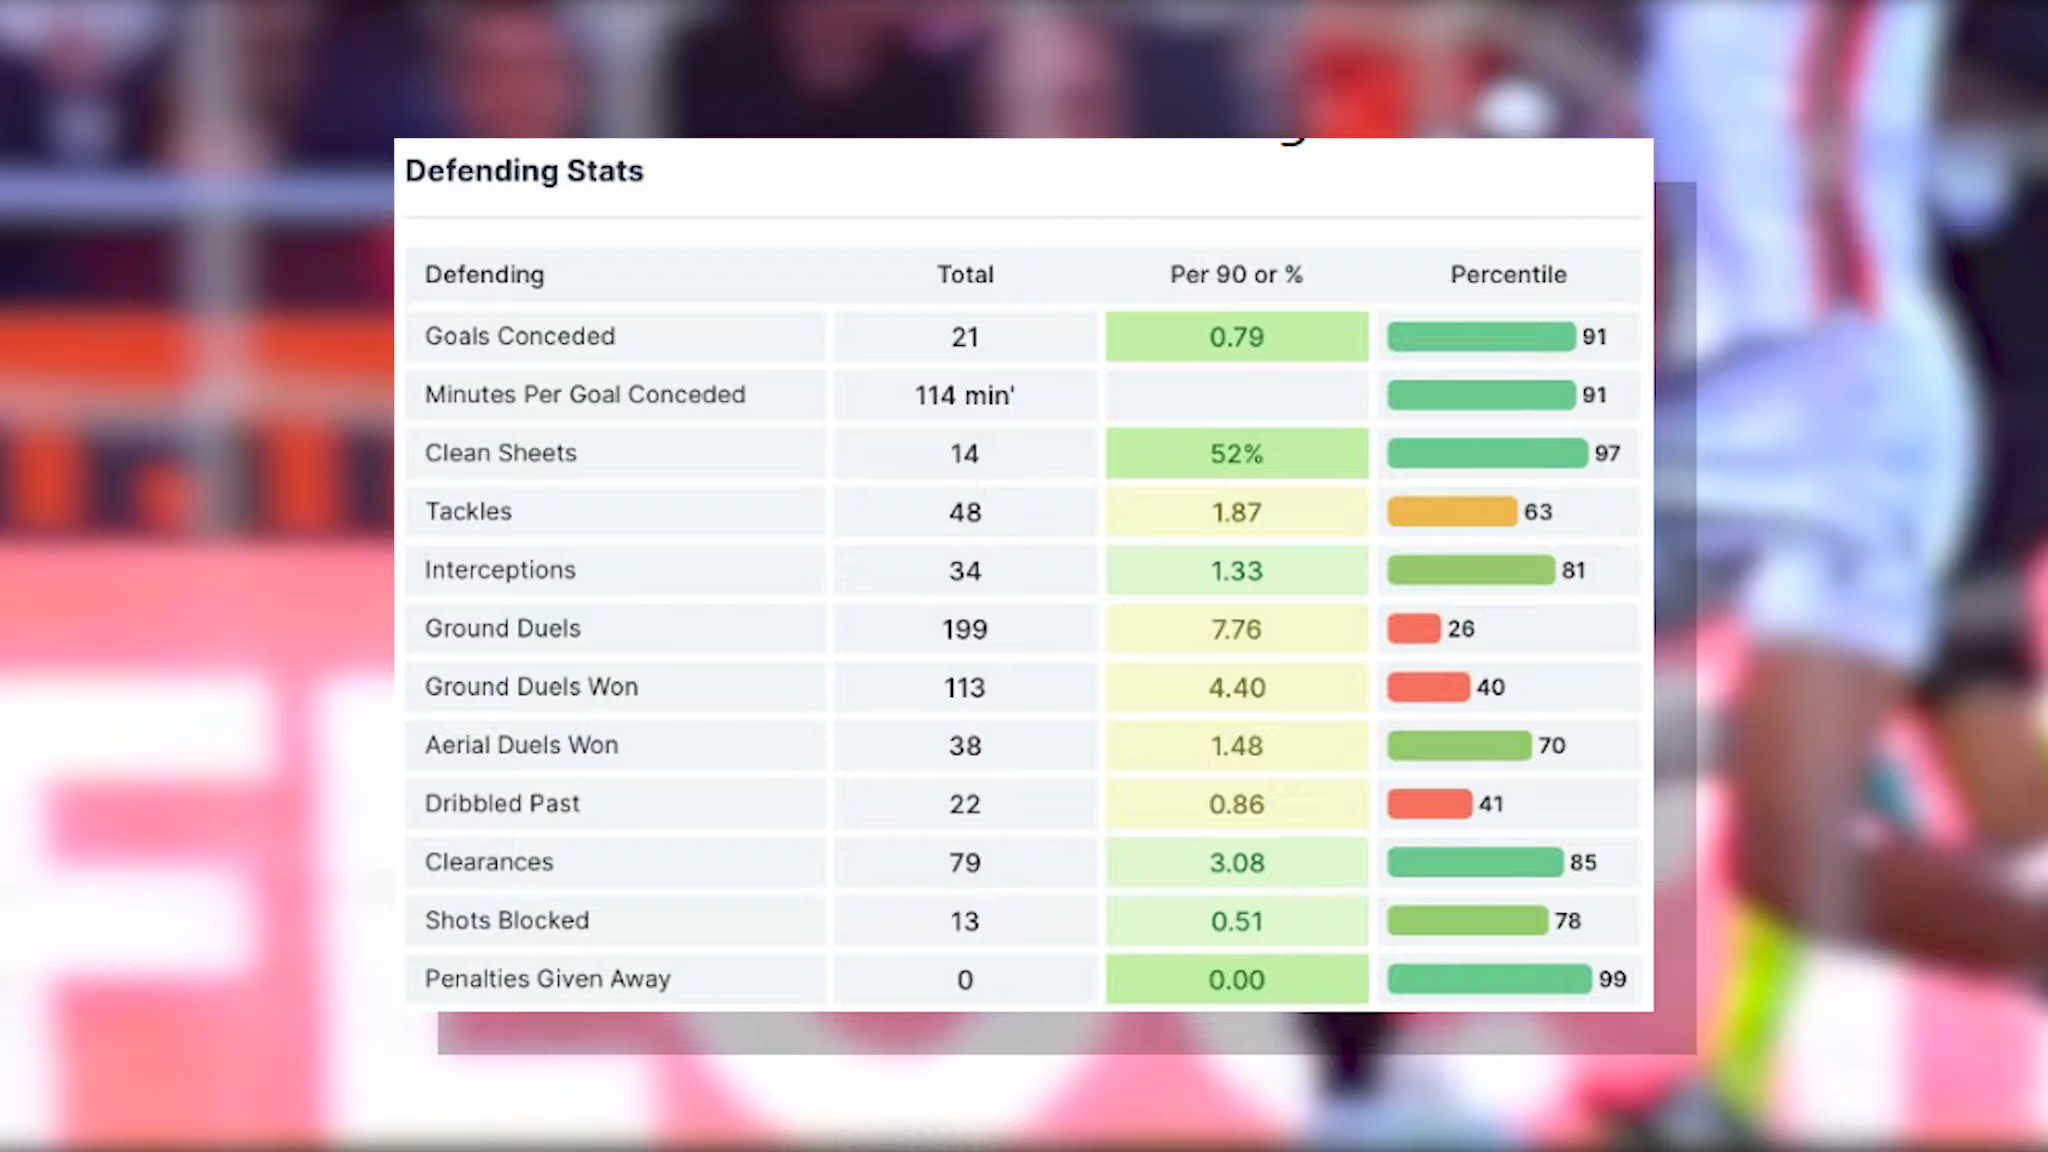 Defending Stats
Defending Total Per 90 or % Percentile
Goals Conceded 21 0.79 91
Minutes Per Goal Conceded 114 min' 91
Clean Sheets 14 52% 97
Tackles 48 1.87 63
Interceptions 34 1.33 81
Ground Duels 199 7.76 26
Ground Duels Won 113 4.40 40
Aerial Duels Won 38 1.48 70
Dribbled Past 22 0.86 41
Clearances 79 3.08 85
Shots Blocked 13 0.51 78
Penalties Given Away 0 0.00 99